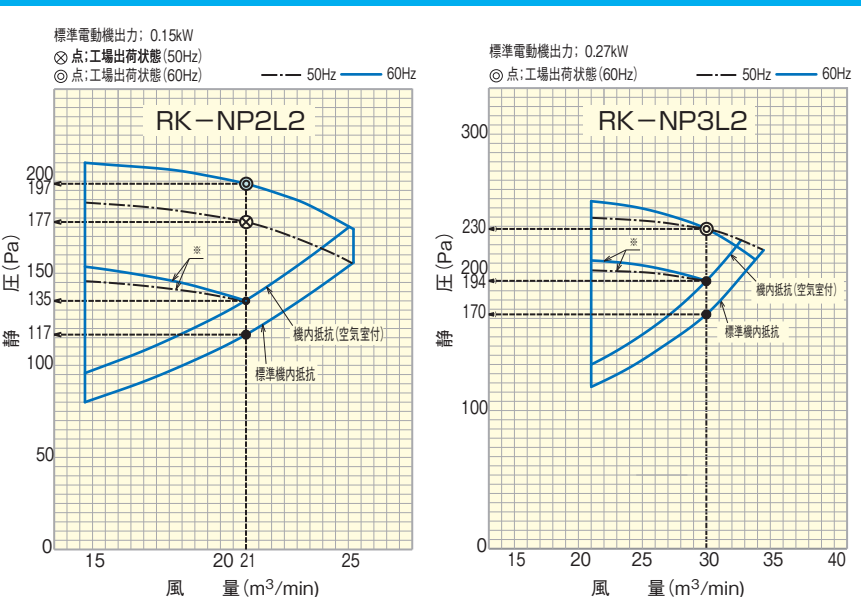 標準電動機出力; 0.15kW
⊗ 点;工場出荷状態(50Hz)
◎ 点;工場出荷状態(60Hz)
50Hz 60Hz
RK－NP2L2
200
197
177
150
135
117
100
50
0
静 圧(Pa)
※
機内抵抗(空気室付)
標準機内抵抗
15 20 21 25
風 量(m³/min)
標準電動機出力; 0.27kW
◎ 点;工場出荷状態(60Hz)
50Hz 60Hz
RK－NP3L2
300
230
200
194
170
100
0
静 圧(Pa)
※
機内抵抗(空気室付)
標準機内抵抗
15 20 25 30 35 40
風 量(m³/min)